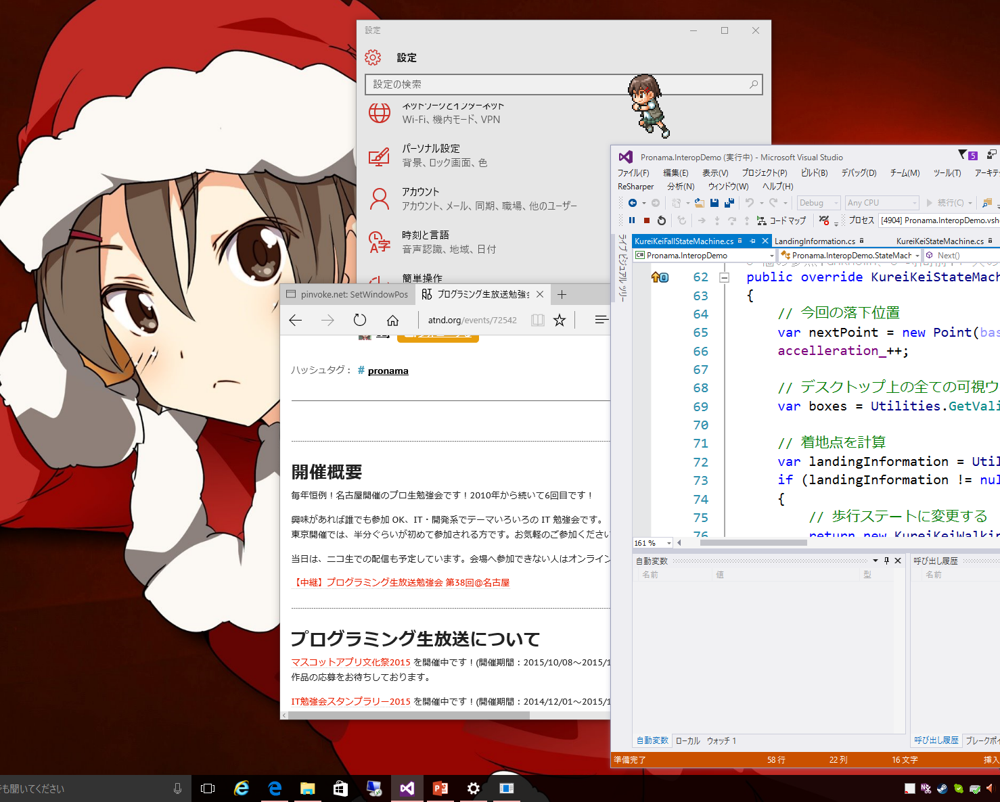 設定
設定
設定の検索
ネットワークとインターネット
Wi-Fi、機内モード、VPN
パーソナル設定
背景、ロック画面、色
アカウント
アカウント、メール、同期、職場、他のユーザー
時刻と言語
音声認識、地域、日付
簡単操作
pinvoke.net: SetWindowPos
プログラミング生放送勉強会
atnd.org/events/72542
ハッシュタグ： # pronama
開催概要
毎年恒例！名古屋開催のプロ生勉強会です！2010年から続いて6回目です！
興味があれば誰でも参加 OK、IT・開発系でテーマいろいろの IT 勉強会です。
東京開催では、半分ぐらいが初めて参加される方です。お気軽のご参加ください
当日は、ニコ生での配信も予定しています。会場へ参加できない人はオンライン
【中継】プログラミング生放送勉強会 第38回@名古屋
プログラミング生放送について
マスコットアプリ文化祭2015 を開催中です！(開催期間：2015/10/08～2015/1
作品の応募をお待ちしております。
IT勉強会スタンプラリー2015 を開催中です！(開催期間：2014/12/01～2015/1
Pronama.InteropDemo (実行中) - Microsoft Visual Studio
5
ファイル(F) 編集(E) 表示(V) プロジェクト(P) ビルド(B) デバッグ(D) チーム(M) ツール(T) アーキテ
ReSharper 分析(N) ウィンドウ(W) ヘルプ(H)
Debug Any CPU 続行(C)
コード マップ プロセス [4904] Pronama.InteropDemo.vsh
ライブ ビジュアル ツリー
KureiKeiFallStateMachine.cs LandingInformation.cs KureiKeiStateMachine.cs
C# Pronama.InteropDemo Pronama.InteropDemo.StateMach Next()
62 public override KureiKeiStateMach
63 {
64 // 今回の落下位置
65 var nextPoint = new Point(bas
66 accelleration_++;
67
68 // デスクトップ上の全ての可視ウ
69 var boxes = Utilities.GetVali
70
71 // 着地点を計算
72 var landingInformation = Util
73 if (landingInformation != nul
74 {
75 // 歩行ステートに変更する
76 return new KureiKeiWalkin
161 %
自動変数
名前 値 型
呼び出し履歴
名前
自動変数 ローカル ウォッチ 1
呼び出し履歴 ブレークポイ
準備完了 58 行 22 列 16 文字 挿入
でも聞いてください